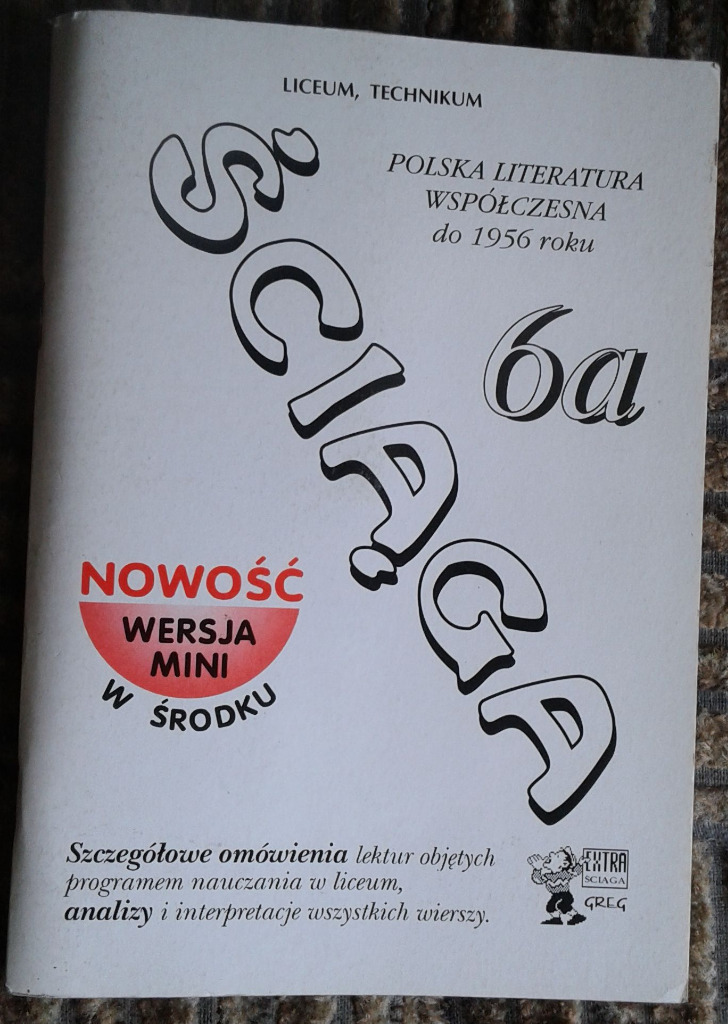 LICEUM, TECHNIKUM
POLSKA LITERATURA
WSPÓŁCZESNA
do 1956 roku
6a
ŚCIĄGA
NOWOŚĆ
WERSJA
MINI
W ŚRODKU
Szczegółowe omówienia lektur objętych
programem nauczania w liceum,
analizy i interpretacje wszystkich wierszy.
EXTRA
ŚCIĄGA
GREG